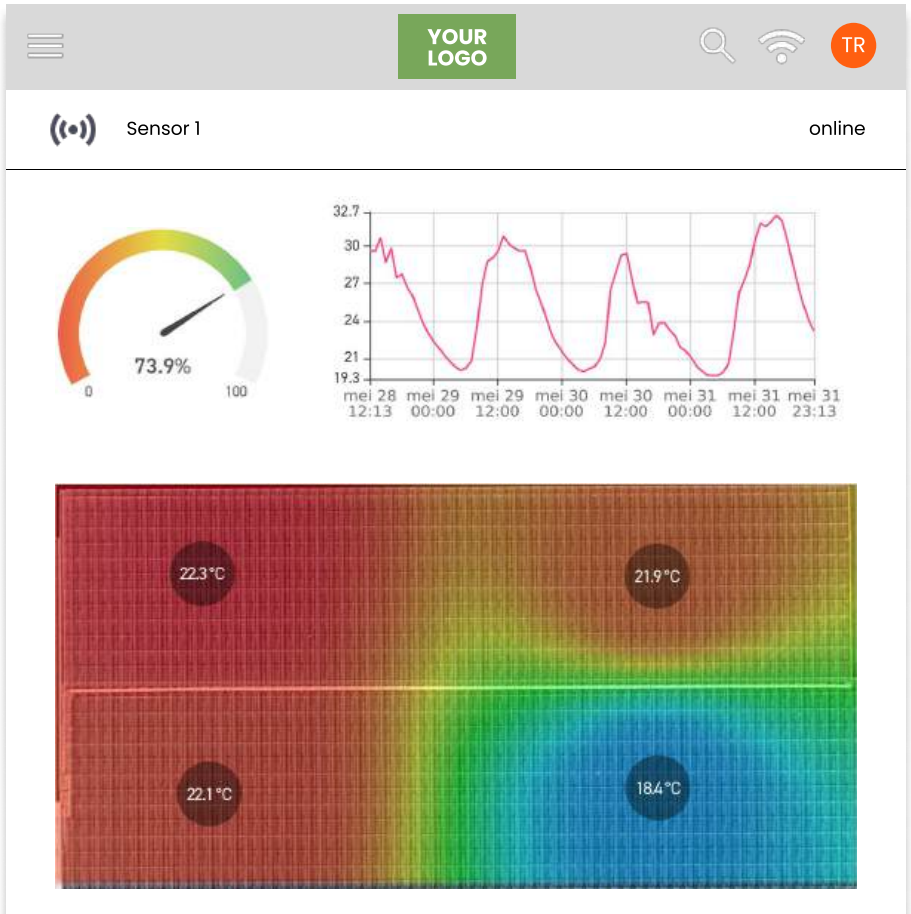 YOUR
LOGO
TR
Sensor 1
online
73.9%
0
100
32.7
30
27
24
21
19.3
mei 28 mei 29 mei 29 mei 30 mei 30 mei 31 mei 31 mei 31
12:13 00:00 12:00 00:00 12:00 00:00 12:00 23:13
22.3°C
21.9°C
22.1°C
18.4°C